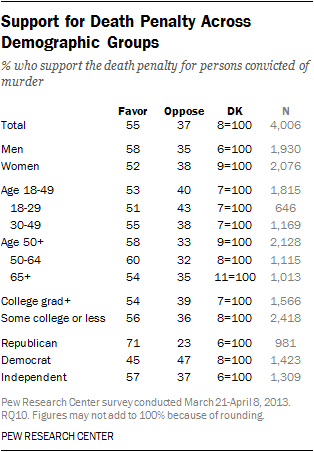 Support for Death Penalty Across
Demographic Groups
% who support the death penalty for persons convicted of
murder
Favor Oppose DK N
Total 55 37 8=100 4,006
Men 58 35 6=100 1,930
Women 52 38 9=100 2,076
Age 18-49 53 40 7=100 1,815
18-29 51 43 7=100 646
30-49 55 38 7=100 1,169
Age 50+ 58 33 9=100 2,128
50-64 60 32 8=100 1,115
65+ 54 35 11=100 1,013
College grad+ 54 39 7=100 1,566
Some college or less 56 36 8=100 2,418
Republican 71 23 6=100 981
Democrat 45 47 8=100 1,423
Independent 57 37 6=100 1,309
Pew Research Center survey conducted March 21-April 8, 2013.
RQ10. Figures may not add to 100% because of rounding.
PEW RESEARCH CENTER